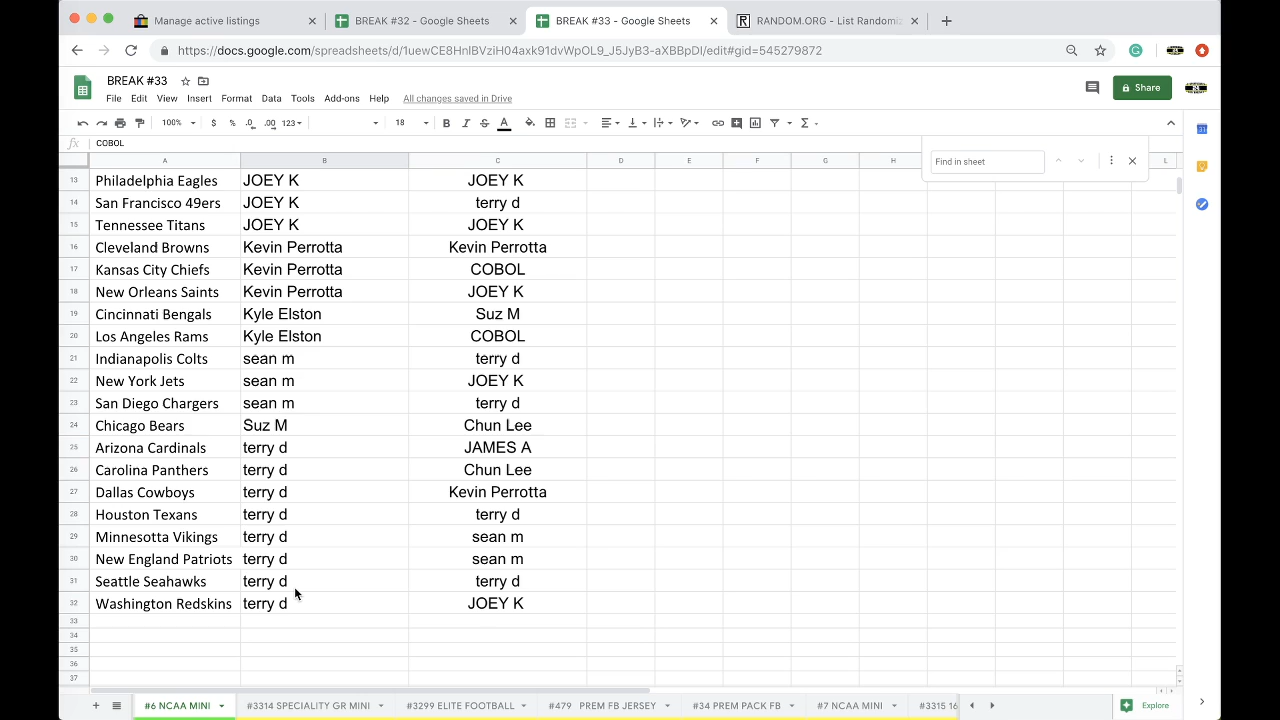 Manage active listings
BREAK #32 - Google Sheets
BREAK #33 - Google Sheets
RANDOM.ORG - List Randomiz
https://docs.google.com/spreadsheets/d/1uewCE8HnIBVziH04axk91dvWpOL9_J5JyB3-aXBBpDI/edit#gid=545279872
BREAK #33
File Edit View Insert Format Data Tools Add-ons Help All changes saved in Drive
Share
100% $ % .0 .00 123 18 B I S A
fx COBOL
Find in sheet
A B C D E F G H L
13 Philadelphia Eagles JOEY K JOEY K
14 San Francisco 49ers JOEY K terry d
15 Tennessee Titans JOEY K JOEY K
16 Cleveland Browns Kevin Perrotta Kevin Perrotta
17 Kansas City Chiefs Kevin Perrotta COBOL
18 New Orleans Saints Kevin Perrotta JOEY K
19 Cincinnati Bengals Kyle Elston Suz M
20 Los Angeles Rams Kyle Elston COBOL
21 Indianapolis Colts sean m terry d
22 New York Jets sean m JOEY K
23 San Diego Chargers sean m terry d
24 Chicago Bears Suz M Chun Lee
25 Arizona Cardinals terry d JAMES A
26 Carolina Panthers terry d Chun Lee
27 Dallas Cowboys terry d Kevin Perrotta
28 Houston Texans terry d terry d
29 Minnesotta Vikings terry d sean m
30 New England Patriots terry d sean m
31 Seattle Seahawks terry d terry d
32 Washington Redskins terry d JOEY K
33
34
35
36
37
#6 NCAA MINI #3314 SPECIALITY GR MINI #3297 ELITE FOOTBALL #479 PREM FB JERSEY #34 PREM PACK FB #7 NCAA MINI #3315 16 Explore